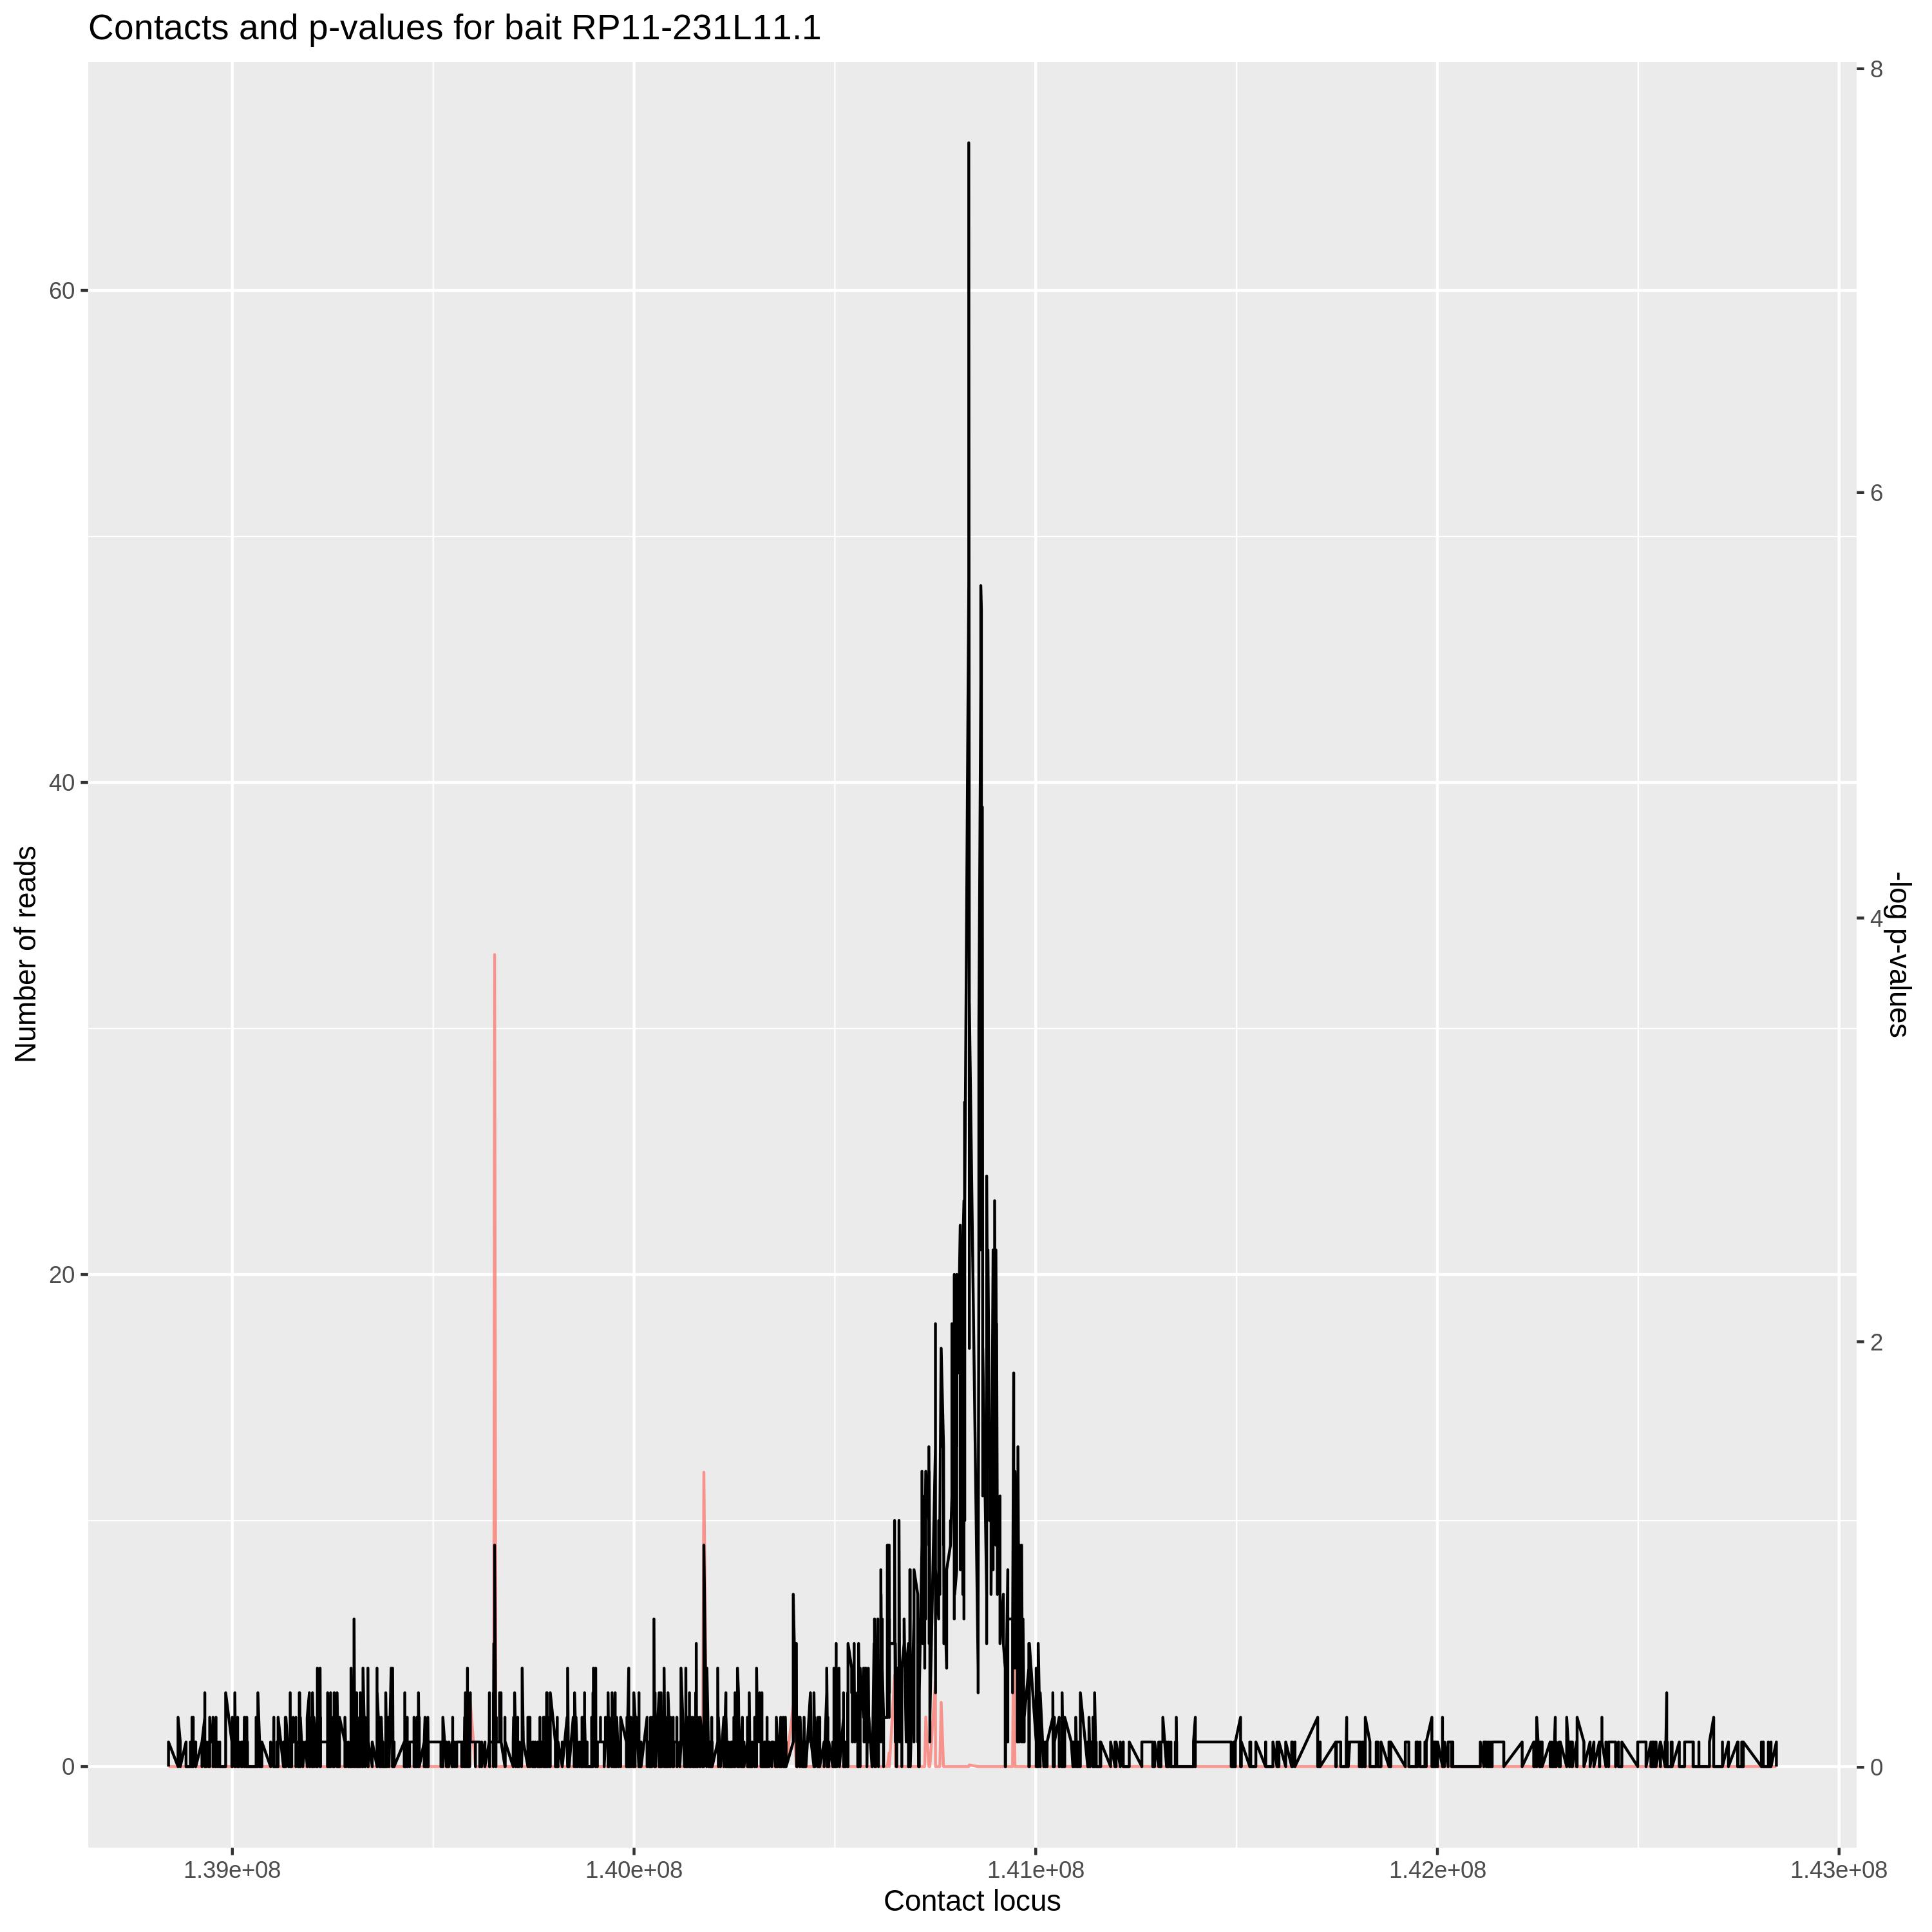 Contacts and p-values for bait RP11-231L11.1
Number of reads
60
40
20
0
8
6
4
2
0
-log p-values
1.39e+08 1.40e+08 1.41e+08 1.42e+08 1.43e+08
Contact locus